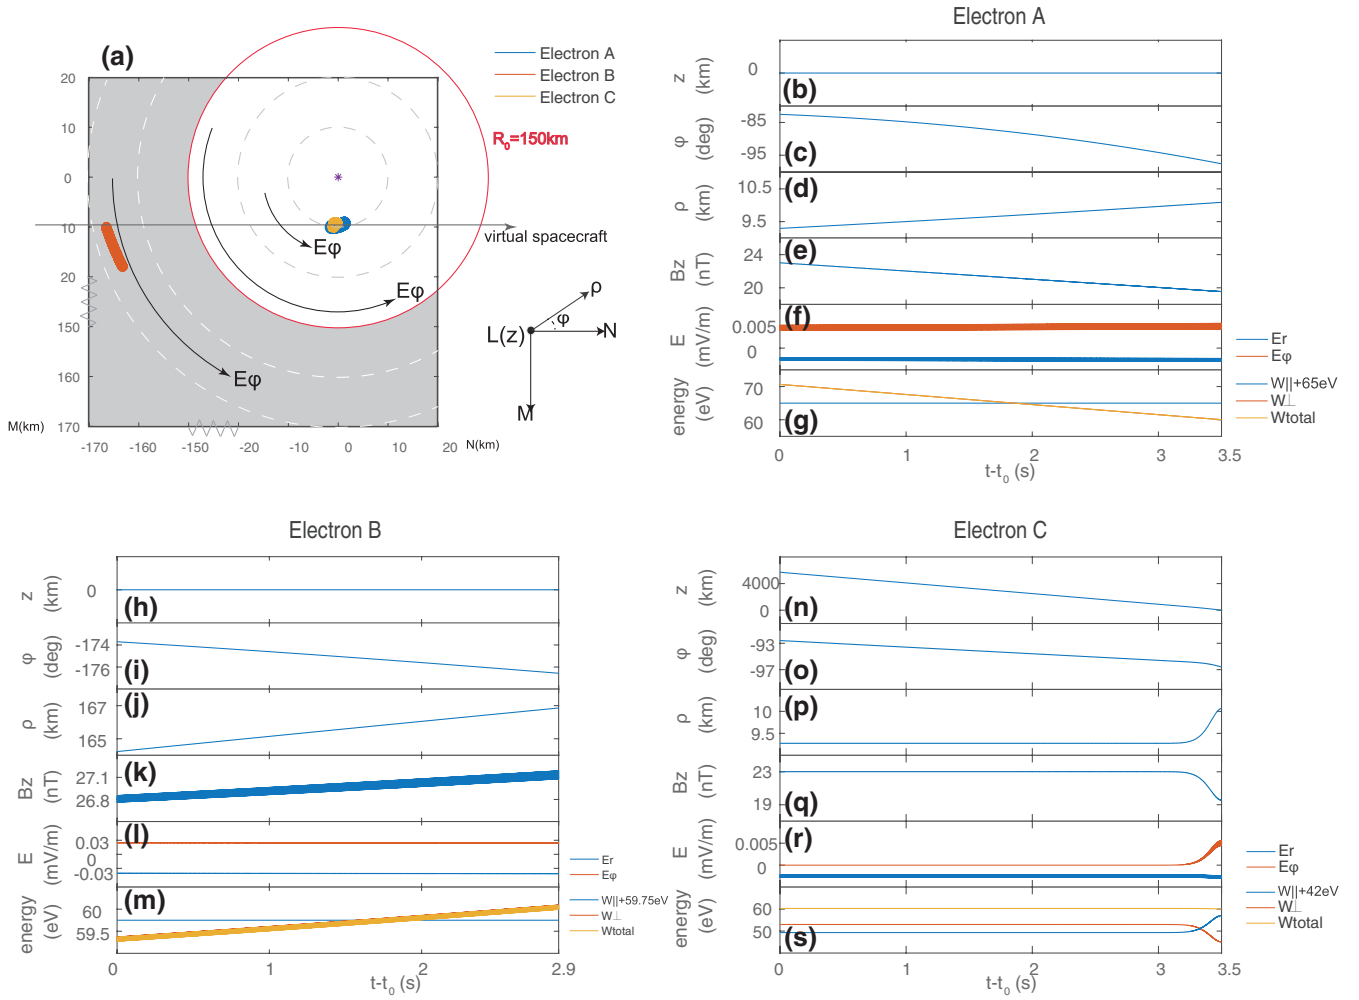 Electron A
(a)
Electron A
Electron B
Electron C
R₀=150km
20
10
0
10
20
150
160
170
M(km)
-170
-160
-150
-20
-10
0
10
N(km)
20
Eφ
Eφ
Eφ
virtual spacecraft
ρ
φ
L(z)
N
M
z
(km)
0
(b)
φ
(deg)
-85
-95
(c)
ρ
(km)
10.5
9.5
(d)
Bz
(nT)
24
20
(e)
E
(mV/m)
0.005
0
(f)
Er
Eφ
energy
(eV)
70
60
(g)
W||+65eV
W⊥
Wtotal
0
1
2
3
3.5
t-t₀ (s)
Electron B
z
(km)
0
(h)
φ
(deg)
-174
-176
(i)
ρ
(km)
167
165
(j)
Bz
(nT)
27.1
26.8
(k)
E
(mV/m)
0.03
0
-0.03
(l)
Er
Eφ
energy
(eV)
60
59.5
(m)
W||+59.75eV
W⊥
Wtotal
0
1
2
2.9
t-t₀ (s)
Electron C
z
(km)
4000
0
(n)
φ
(deg)
-93
-97
(o)
ρ
(km)
10
9.5
(p)
Bz
(nT)
23
19
(q)
E
(mV/m)
0.005
0
(r)
Er
Eφ
energy
(eV)
60
50
(s)
W||+42eV
W⊥
Wtotal
0
1
2
3
3.5
t-t₀ (s)